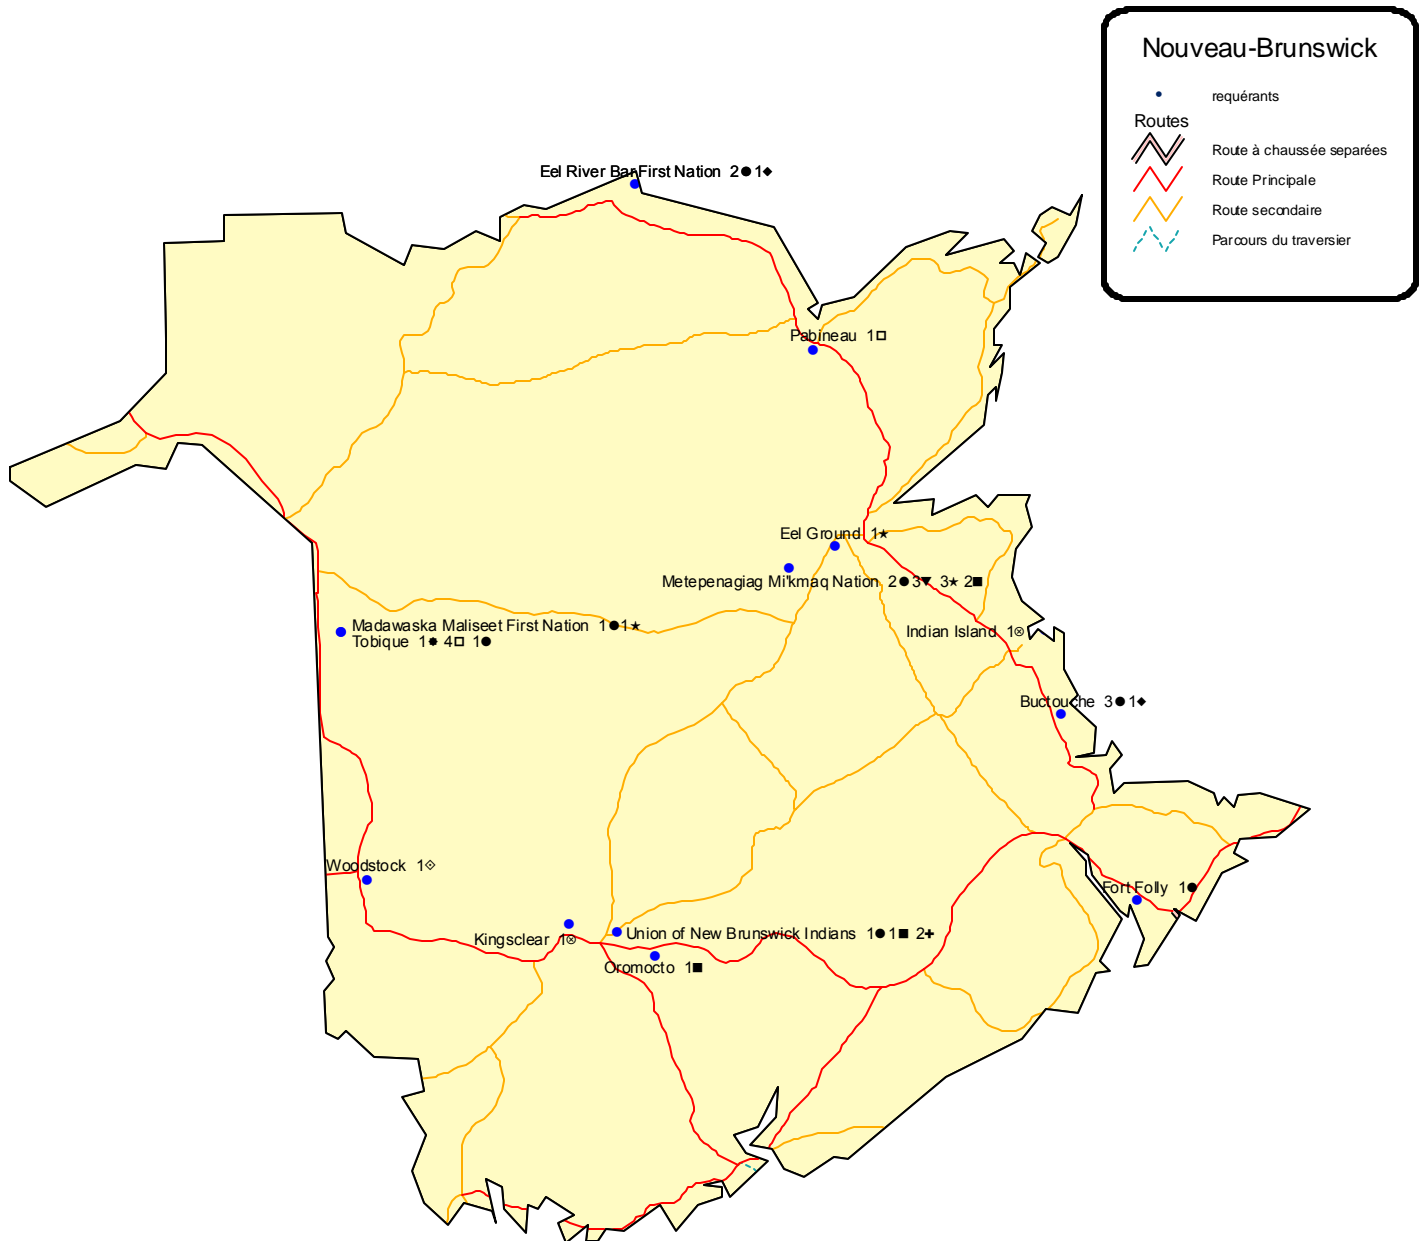 Nouveau-Brunswick
requérants
Routes
Route à chaussée separées
Route Principale
Route secondaire
Parcours du traversier
Eel River Bar First Nation 2●1◆
Pabineau 1□
Eel Ground 1★
Metepenagiag Mi'kmaq Nation 2●3▼ 3★ 2■
Madawaska Maliseet First Nation 1●1★
Tobique 1✸ 4□ 1●
Indian Island 1⊗
Buctouche 3●1◆
Woodstock 1⟐
Fort Folly 1●
Kingsclear 1⊗
Union of New Brunswick Indians 1●1■ 2✚
Oromocto 1■